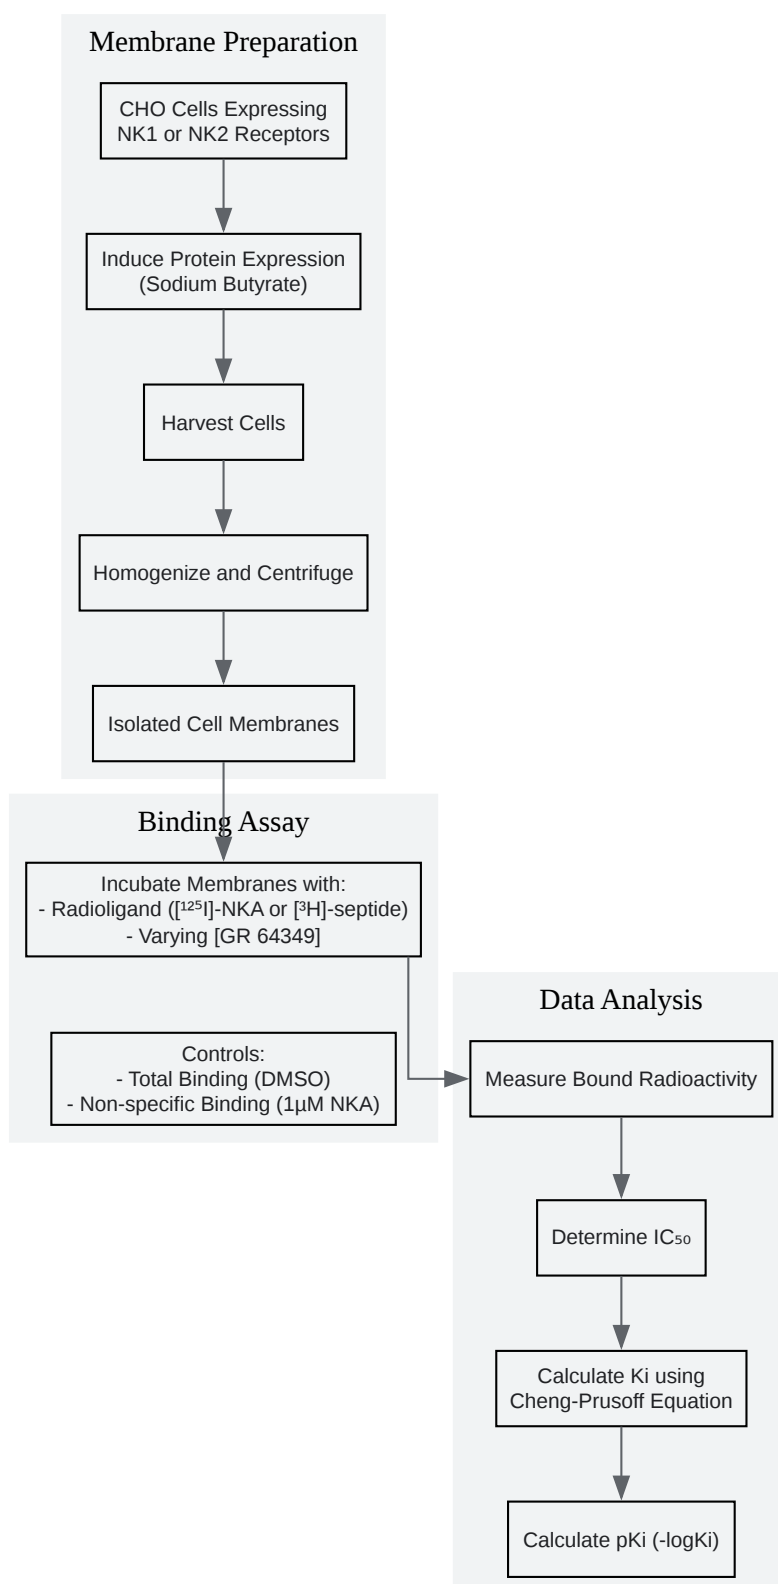 Membrane Preparation
CHO Cells Expressing
NK1 or NK2 Receptors
Induce Protein Expression
(Sodium Butyrate)
Harvest Cells
Homogenize and Centrifuge
Isolated Cell Membranes
Binding Assay
Incubate Membranes with:
- Radioligand ([¹²⁵I]-NKA or [³H]-septide)
- Varying [GR 64349]
Controls:
- Total Binding (DMSO)
- Non-specific Binding (1µM NKA)
Data Analysis
Measure Bound Radioactivity
Determine IC₅₀
Calculate Ki using
Cheng-Prusoff Equation
Calculate pKi (-logKi)